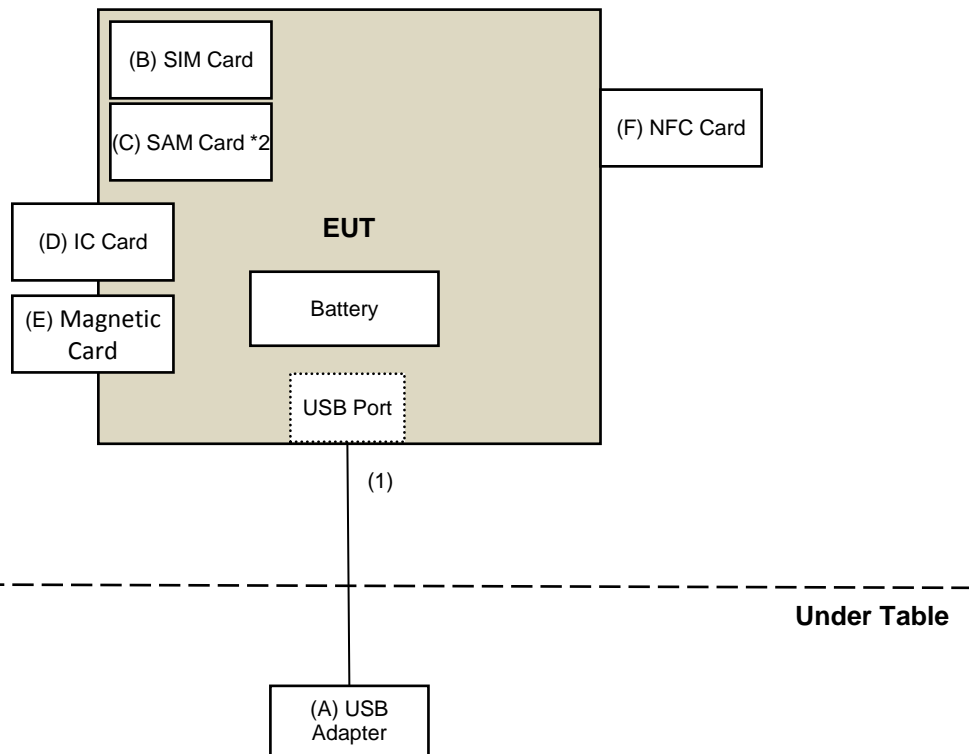 (B) SIM Card
(C) SAM Card *2
(F) NFC Card
(D) IC Card
EUT
(E) Magnetic
Card
Battery
USB Port
(1)
Under Table
(A) USB
Adapter